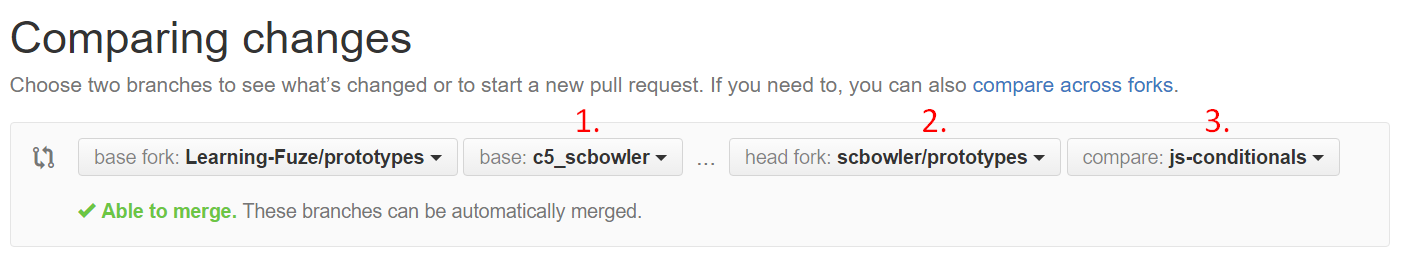 Comparing changes
Choose two branches to see what’s changed or to start a new pull request. If you need to, you can also compare across forks.
1. 2. 3.
base fork: Learning-Fuze/prototypes base: c5_scbowler ... head fork: scbowler/prototypes compare: js-conditionals
Able to merge. These branches can be automatically merged.